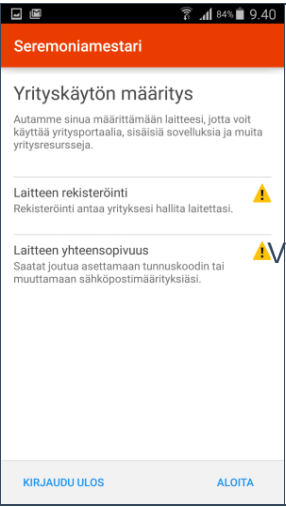 84% 9.40
Seremoniamestari
Yrityskäytön määritys
Autamme sinua määrittämään laitteesi, jotta voit
käyttää yritysportaalia, sisäisiä sovelluksia ja muita
yritysresursseja.
Laitteen rekisteröinti
Rekisteröinti antaa yrityksesi hallita laitettasi.
Laitteen yhteensopivuus
V
Saatat joutua asettamaan tunnuskoodin tai
muuttamaan sähköpostimäärityksiäsi.
KIRJAUDU ULOS ALOITA